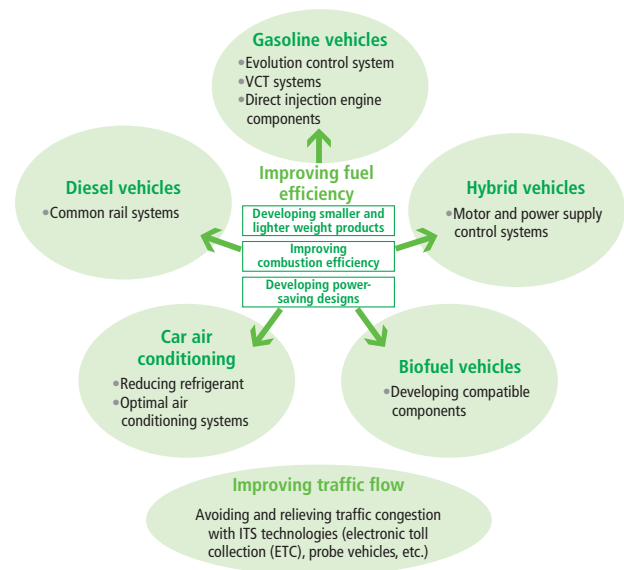 Gasoline vehicles
•Evolution control system
•VCT systems
•Direct injection engine
components
Improving fuel
efficiency
Developing smaller and
lighter weight products
Improving
combustion efficiency
Developing power-
saving designs
Diesel vehicles
•Common rail systems
Hybrid vehicles
•Motor and power supply
control systems
Car air
conditioning
•Reducing refrigerant
•Optimal air
conditioning systems
Biofuel vehicles
•Developing compatible
components
Improving traffic flow
Avoiding and relieving traffic congestion
with ITS technologies (electronic toll
collection (ETC), probe vehicles, etc.)